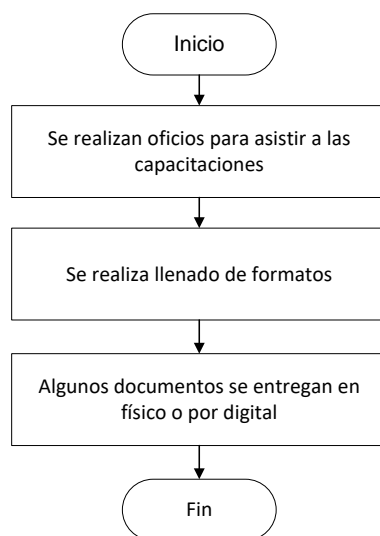 Inicio
Se realizan oficios para asistir a las
capacitaciones
Se realiza llenado de formatos
Algunos documentos se entregan en
físico o por digital
Fin